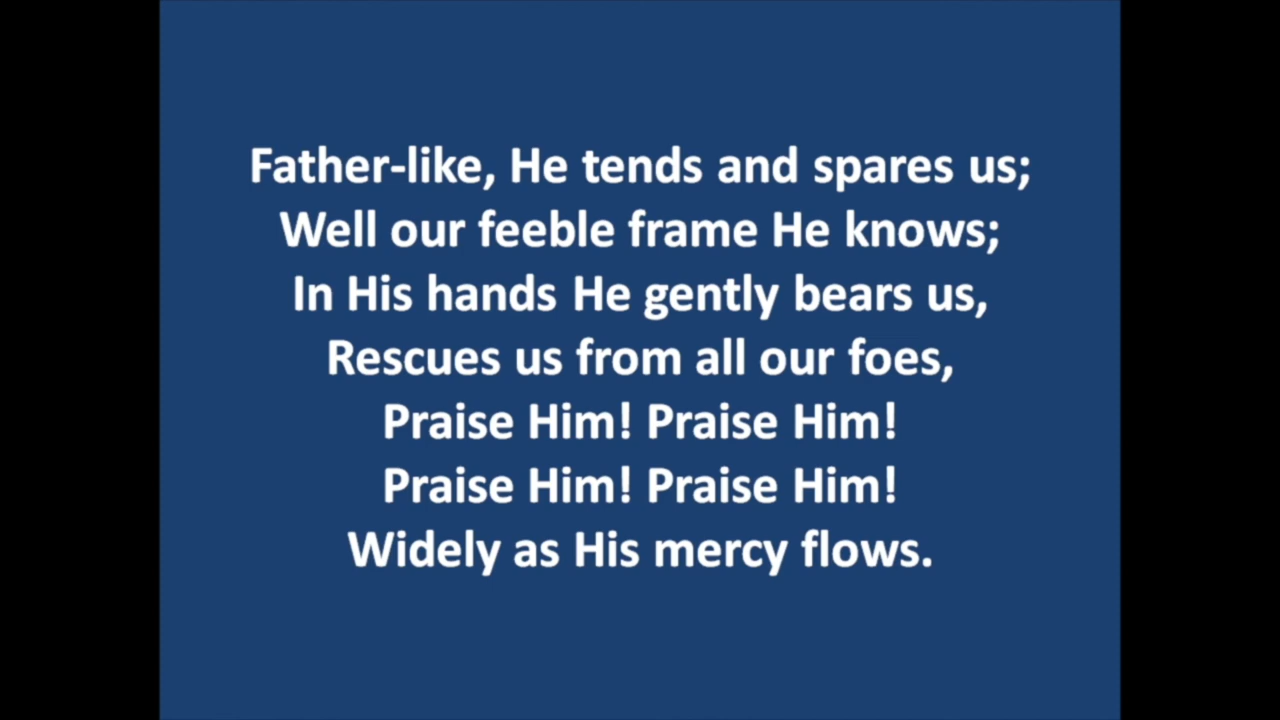 Father-like, He tends and spares us;
Well our feeble frame He knows;
In His hands He gently bears us,
Rescues us from all our foes,
Praise Him! Praise Him!
Praise Him! Praise Him!
Widely as His mercy flows.